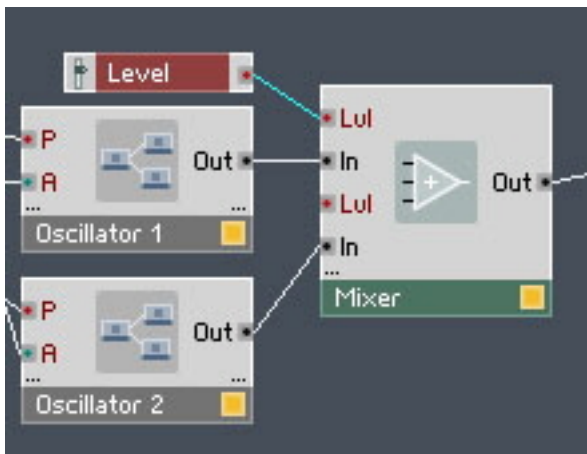 Level
P
A
Out
...
...
Oscillator 1
P
A
Out
...
...
Oscillator 2
Lvl
In
Lvl
In
Out
...
Mixer